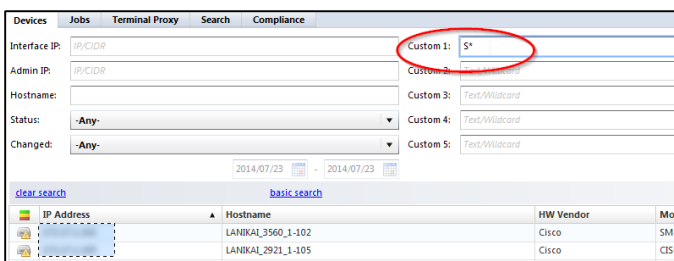 Devices Jobs Terminal Proxy Search Compliance
Interface IP: IP/CIDR Custom 1: S*
Admin IP: IP/CIDR Custom 2: Text/Wildcard
Hostname: Custom 3: Text/Wildcard
Status: -Any- Custom 4: Text/Wildcard
Changed: -Any- Custom 5: Text/Wildcard
2014/07/23 - 2014/07/23
clear search basic search
IP Address Hostname HW Vendor Mo
LANIKAI_3560_1-102 Cisco SM
LANIKAI_2921_1-105 Cisco CIS